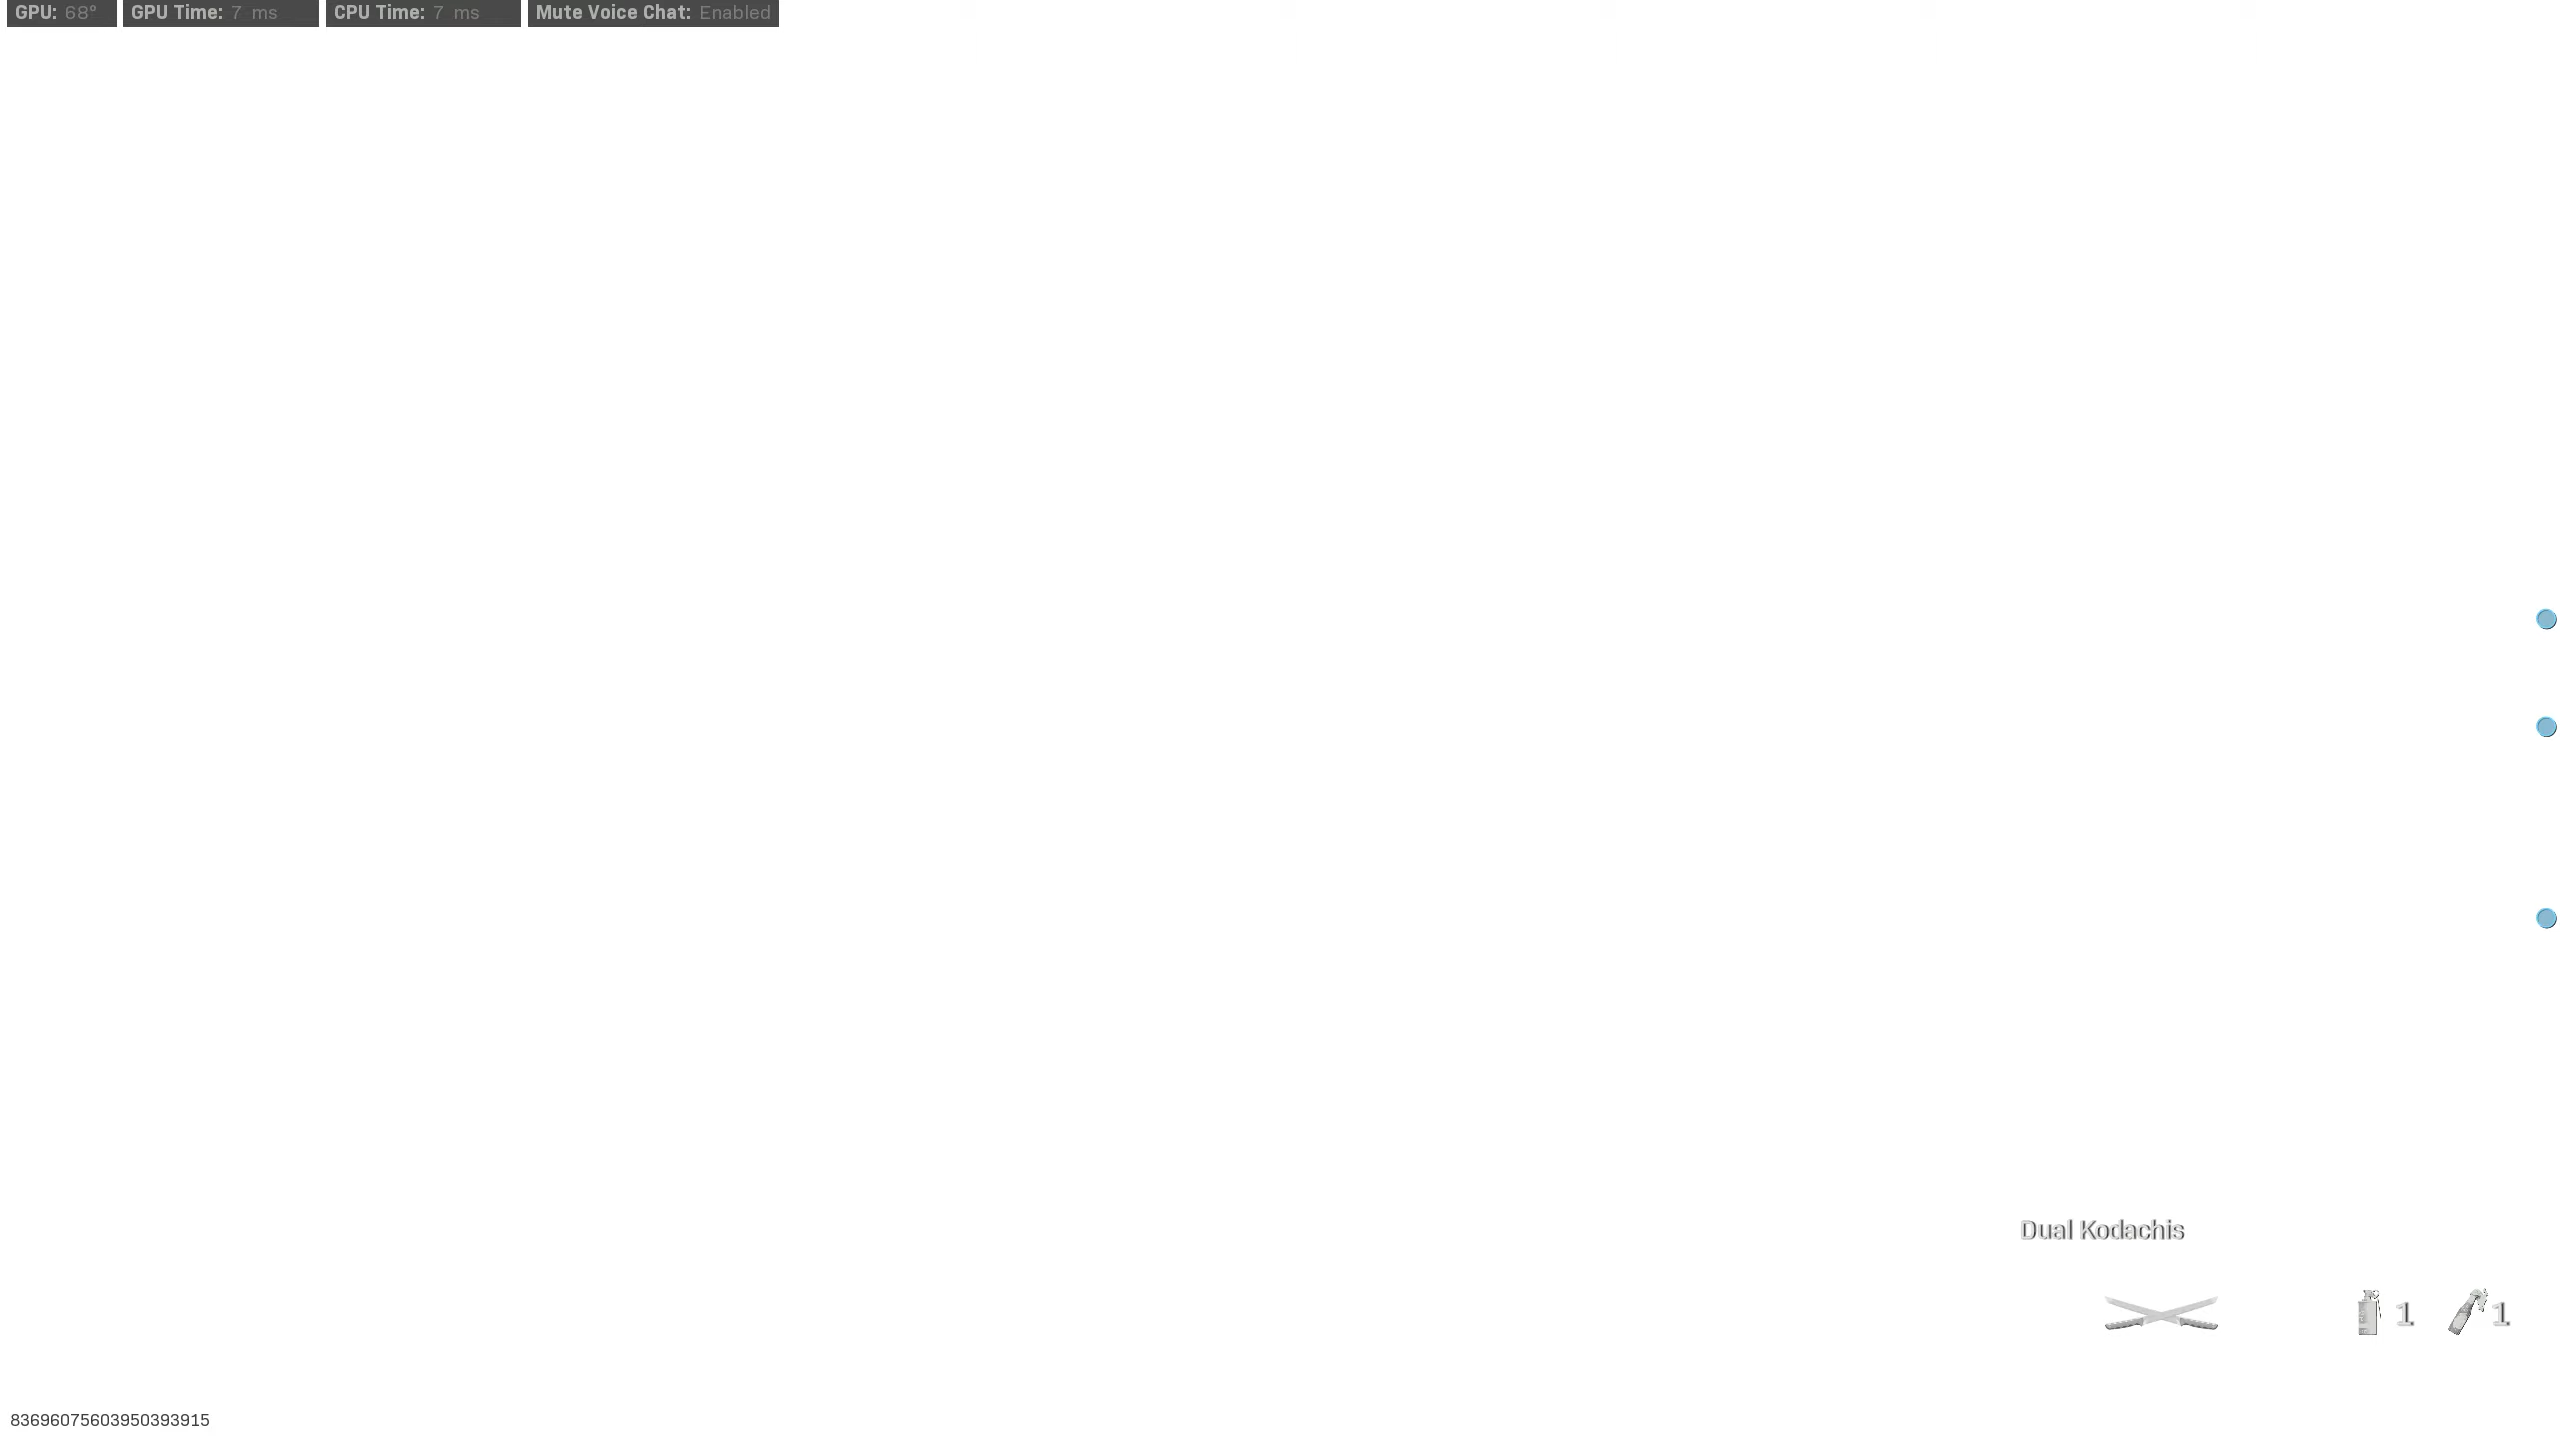 GPU: 68° GPU Time: 7 ms CPU Time: 7 ms Mute Voice Chat: Enabled
Dual Kodachis
1 1
83696075603950393915